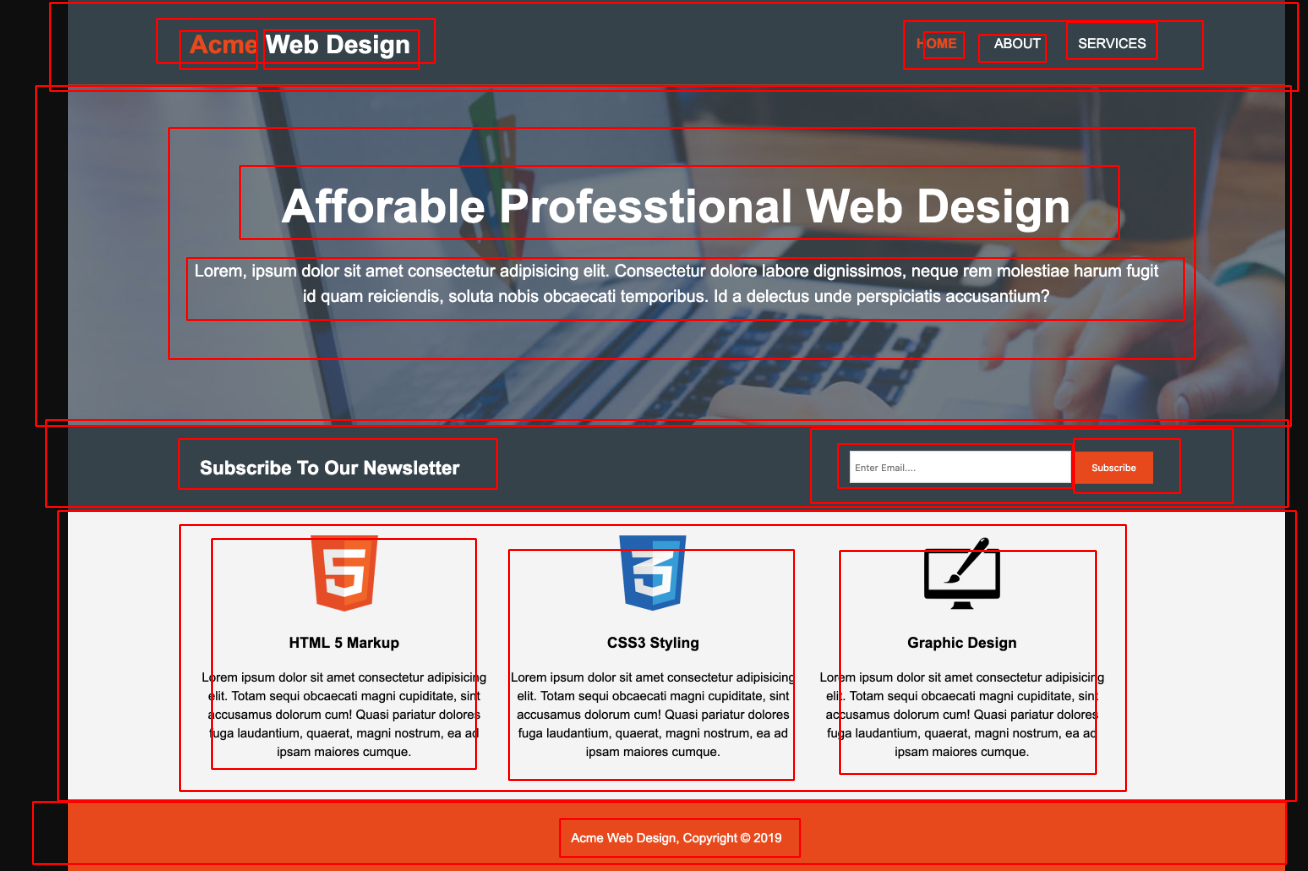 Acme Web Design
HOME ABOUT SERVICES
Afforable Professtional Web Design
Lorem, ipsum dolor sit amet consectetur adipisicing elit. Consectetur dolore labore dignissimos, neque rem molestiae harum fugit
id quam reiciendis, soluta nobis obcaecati temporibus. Id a delectus unde perspiciatis accusantium?
Subscribe To Our Newsletter
Enter Email....
Subscribe
5
HTML 5 Markup
Lorem ipsum dolor sit amet consectetur adipisicing
elit. Totam sequi obcaecati magni cupiditate, sint
accusamus dolorum cum! Quasi pariatur dolores
fuga laudantium, quaerat, magni nostrum, ea ad
ipsam maiores cumque.
3
CSS3 Styling
Lorem ipsum dolor sit amet consectetur adipisicing
elit. Totam sequi obcaecati magni cupiditate, sint
accusamus dolorum cum! Quasi pariatur dolores
fuga laudantium, quaerat, magni nostrum, ea ad
ipsam maiores cumque.
Graphic Design
Lorem ipsum dolor sit amet consectetur adipisicing
elit. Totam sequi obcaecati magni cupiditate, sint
accusamus dolorum cum! Quasi pariatur dolores
fuga laudantium, quaerat, magni nostrum, ea ad
ipsam maiores cumque.
Acme Web Design, Copyright © 2019